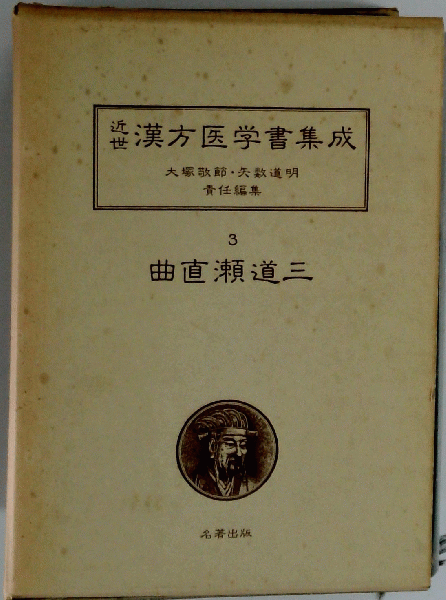 近世 漢方医学書集成
大塚敬節・矢数道明
責任編集
3
曲直瀬道三
名著出版